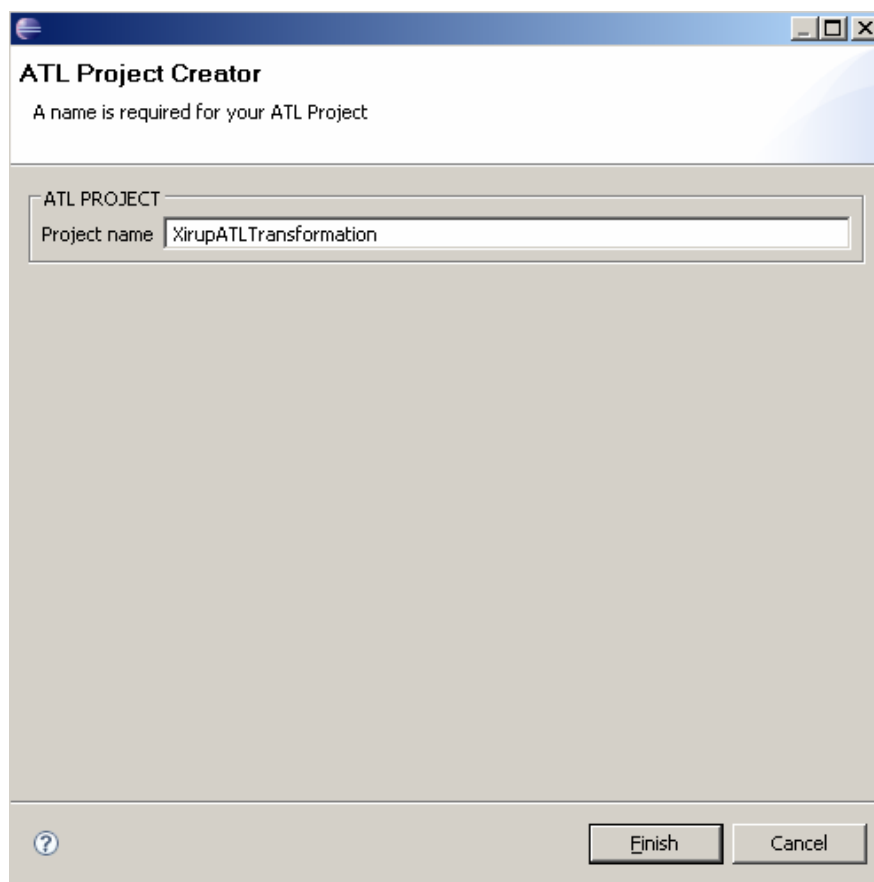 ATL Project Creator
A name is required for your ATL Project
ATL PROJECT
Project name XirupATLTransformation
Finish Cancel